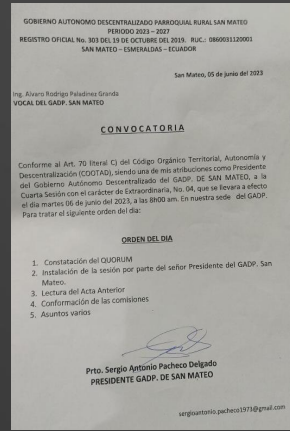 GOBIERNO AUTONOMO DESCENTRALIZADO PARROQUIAL RURAL SAN MATEO
PERIODO 2023 – 2027
REGISTRO OFICIAL No. 303 DEL 19 DE OCTUBRE DEL 2019. RUC.: 0860031120001
SAN MATEO – ESMERALDAS – ECUADOR
San Mateo, 05 de junio del 2023
Ing. Alvaro Rodrigo Paladinez Granda
VOCAL DEL GADP. SAN MATEO
CONVOCATORIA
Conforme al Art. 70 literal C) del Código Orgánico Territorial, Autonomía y
Descentralización (COOTAD), siendo una de mis atribuciones como Presidente
del Gobierno Autónomo Descentralizado del GADP. DE SAN MATEO, a la
Cuarta Sesión con el carácter de Extraordinaria, No. 04, que se llevara a efecto
el dia martes 06 de junio del 2023, a las 8h00 am. En nuestra sede del GADP.
Para tratar el siguiente orden del dia:
ORDEN DEL DIA
1. Constatación del QUORUM
2. Instalación de la sesión por parte del señor Presidente del GADP. San
Mateo.
3. Lectura del Acta Anterior
4. Conformación de las comisiones
5. Asuntos varios
Prto. Sergio Antonio Pacheco Delgado
PRESIDENTE GADP. DE SAN MATEO
sergioantonio.pacheco1973@gmail.com